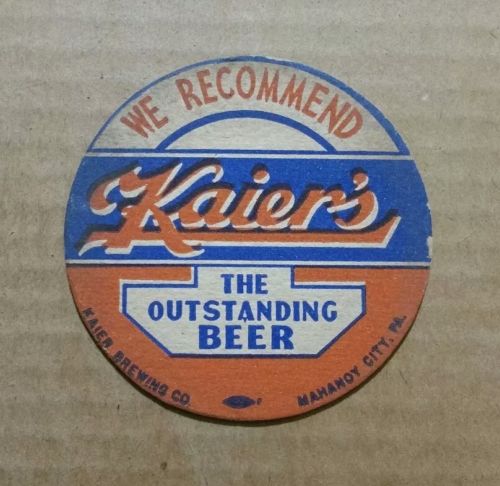 WE RECOMMEND
Kaier's
THE
OUTSTANDING
BEER
KAIER BREWING CO.
MAHANOY CITY, PA.